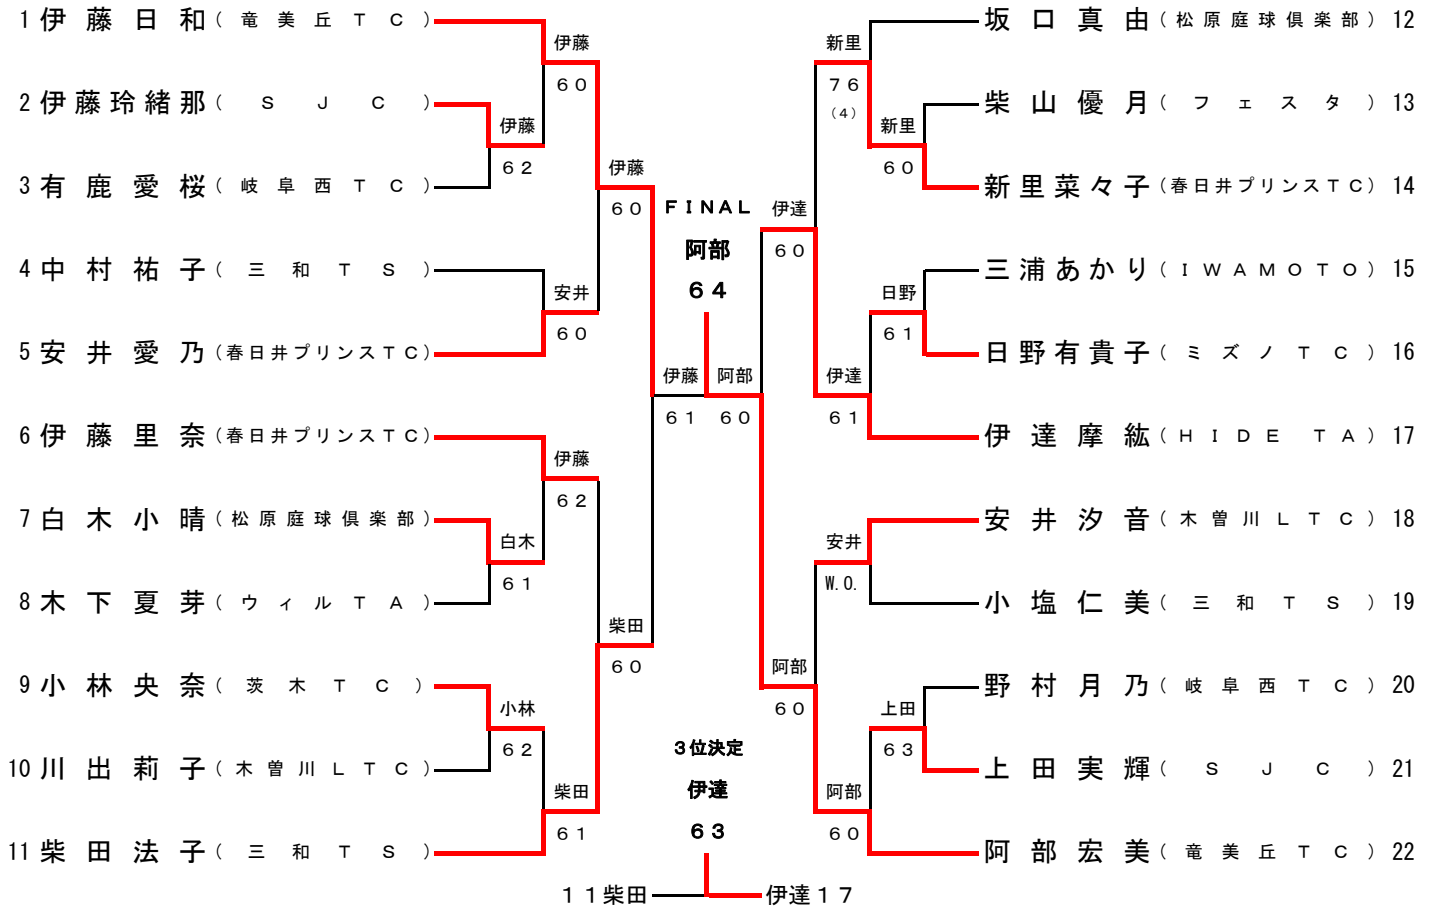 1 伊藤日和(竜美丘TC)
2 伊藤玲緒那(SJC)
3 有鹿愛桜(岐阜西TC)
4 中村祐子(三和TS)
5 安井愛乃(春日井プリンスTC)
6 伊藤里奈(春日井プリンスTC)
7 白木小晴(松原庭球倶楽部)
8 木下夏芽(ウィルTA)
9 小林央奈(茨木TC)
10 川出莉子(木曽川LTC)
11 柴田法子(三和TS)
伊藤
62
白木
61
小林
62
伊藤
60
安井
60
伊藤
62
柴田
61
伊藤
60
柴田
60
伊藤
61
FINAL
阿部
64
3位決定
伊達
63
11柴田
伊達17
阿部
60
伊達
60
阿部
60
新里
76
(4)
伊達
61
安井
W.O.
阿部
60
新里
60
日野
61
上田
63
坂口真由(松原庭球倶楽部) 12
柴山優月(フェスタ) 13
新里菜々子(春日井プリンスTC) 14
三浦あかり(IWAMOTO) 15
日野有貴子(ミズノTC) 16
伊達摩紘(HIDE TA) 17
安井汐音(木曽川LTC) 18
小塩仁美(三和TS) 19
野村月乃(岐阜西TC) 20
上田実輝(SJC) 21
阿部宏美(竜美丘TC) 22